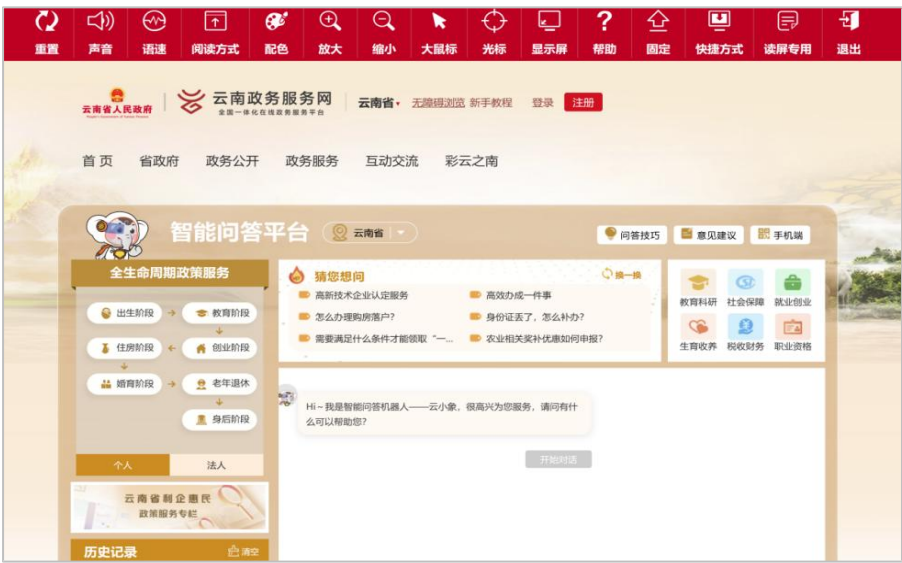 重置 声音 语速 阅读方式 配色 放大 缩小 大鼠标 光标 显示屏 帮助 固定 快捷方式 读屏专用 退出
云南省人民政府 云南政务服务网 云南省 无障碍浏览 新手教程 登录 注册
全国一体化在线政务服务平台
首页 省政府 政务公开 政务服务 互动交流 彩云之南
智能问答平台 云南省 问答技巧 意见建议 手机端
全生命周期政策服务
出生阶段 教育阶段
住房阶段 创业阶段
婚育阶段 老年退休
身后阶段
个人 法人
云南省利企惠民
政策服务专栏
历史记录 清空
猜您想问 换一换
高新技术企业认定服务 高效办成一件事
怎么办理购房落户? 身份证丢了，怎么补办?
需要满足什么条件才能领取“一... 农业相关奖补优惠如何申报?
教育科研 社会保障 就业创业
生育收养 税收财务 职业资格
Hi~我是智能问答机器人——云小象，很高兴为您服务，请问有什
么可以帮助您?
开始对话